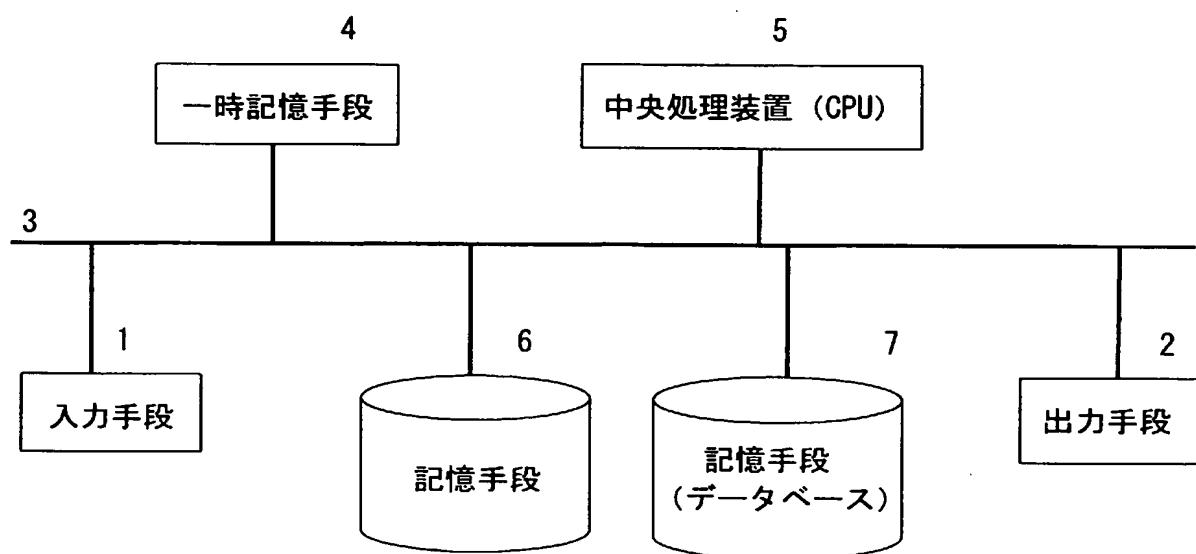 4
5
一時記憶手段
中央処理装置 (CPU)
3
1
6
7
2
入力手段
記憶手段
記憶手段
(データベース)
出力手段